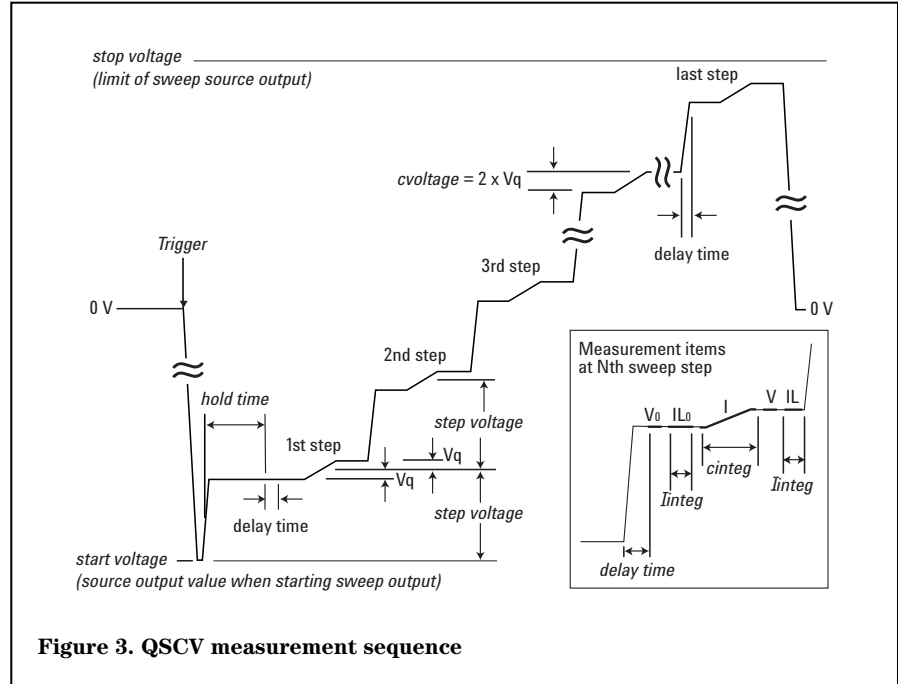 stop voltage
(limit of sweep source output)
last step
cvoltage = 2 x Vq
Trigger
delay time
3rd step
0 V
0 V
2nd step
hold time
step voltage
1st step
Vq
Vq
delay time
step voltage
start voltage
(source output value when starting sweep output)
Measurement items
at Nth sweep step
V0 IL0 I V IL
cinteg
Iinteg Iinteg
delay time
Figure 3. QSCV measurement sequence